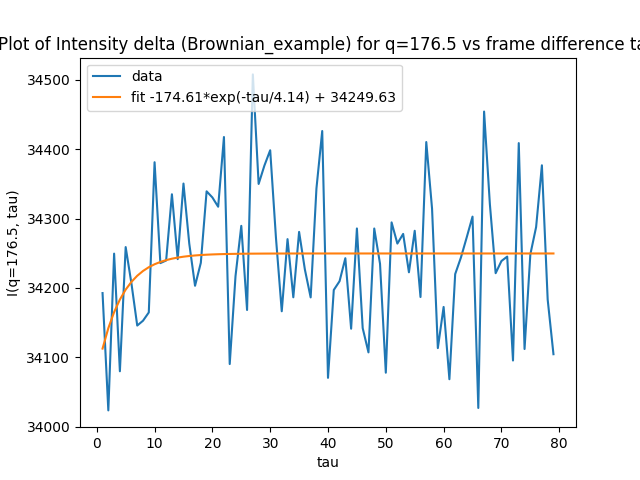 Plot of Intensity delta (Brownian_example) for q=176.5 vs frame difference ta
data
fit -174.61*exp(-tau/4.14) + 34249.63
I(q=176.5, tau)
34500
34400
34300
34200
34100
34000
0 10 20 30 40 50 60 70 80
tau